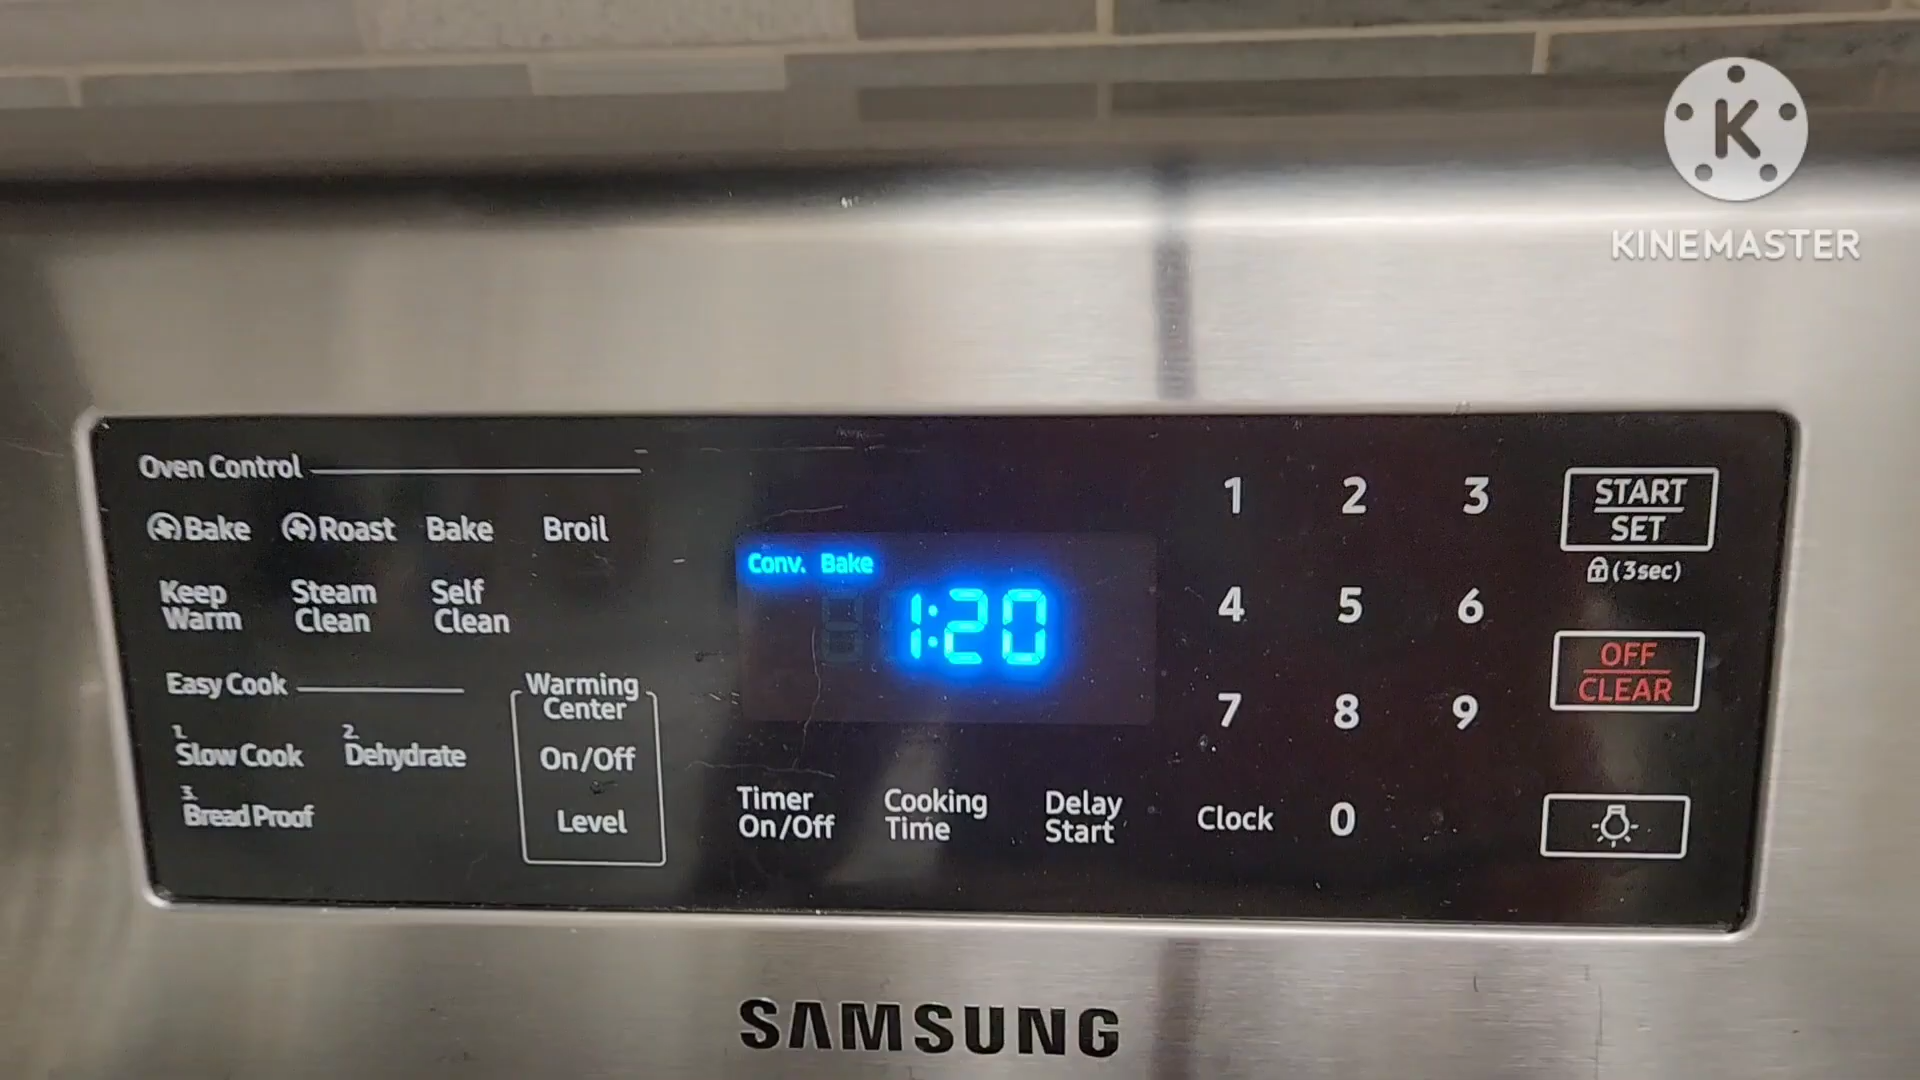 K
KINEMASTER
Oven Control
Bake Roast Bake Broil
Keep Warm
Steam Clean
Self Clean
Easy Cook
1. Slow Cook
2. Dehydrate
3. Bread Proof
Warming Center
On/Off
Level
Conv. Bake
1:20
Timer On/Off
Cooking Time
Delay Start
1 2 3
4 5 6
7 8 9
Clock 0
START
SET
(3sec)
OFF
CLEAR
SAMSUNG